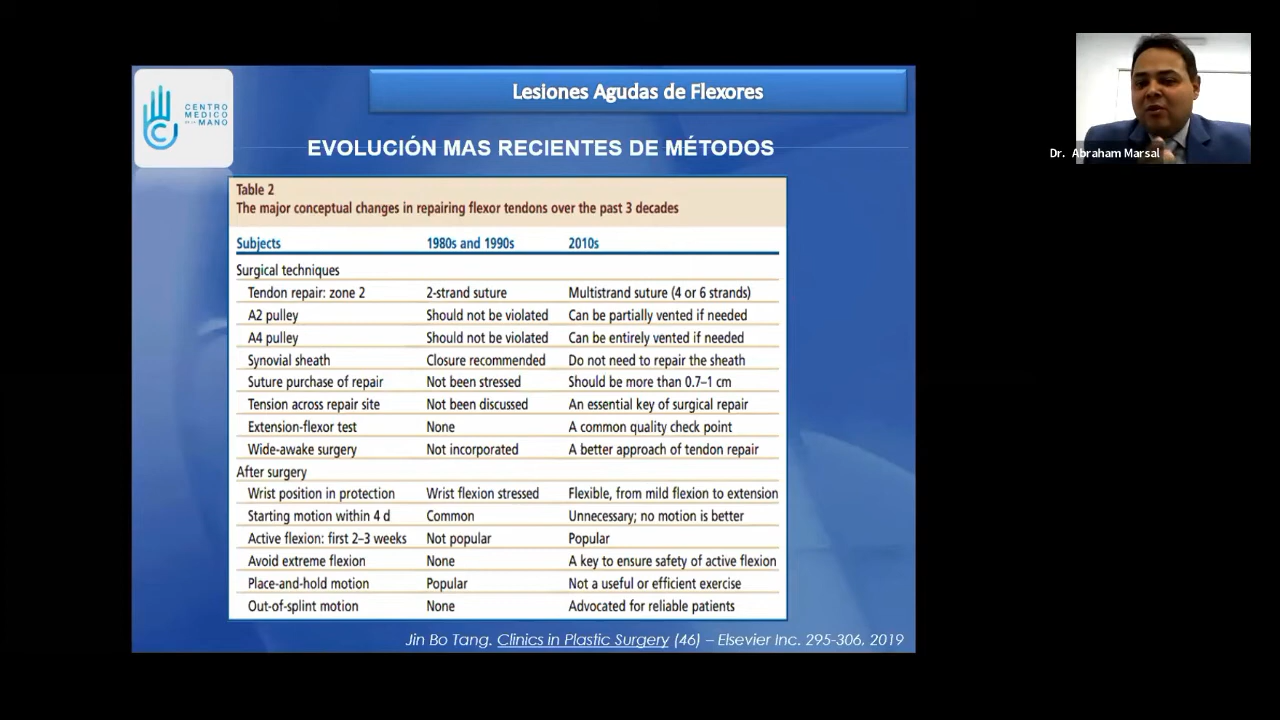 CENTRO
MEDICO
DE LA MANO
Lesiones Agudas de Flexores
EVOLUCIÓN MAS RECIENTES DE MÉTODOS
Table 2
The major conceptual changes in repairing flexor tendons over the past 3 decades
Subjects 1980s and 1990s 2010s
Surgical techniques
Tendon repair: zone 2 2-strand suture Multistrand suture (4 or 6 strands)
A2 pulley Should not be violated Can be partially vented if needed
A4 pulley Should not be violated Can be entirely vented if needed
Synovial sheath Closure recommended Do not need to repair the sheath
Suture purchase of repair Not been stressed Should be more than 0.7–1 cm
Tension across repair site Not been discussed An essential key of surgical repair
Extension-flexor test None A common quality check point
Wide-awake surgery Not incorporated A better approach of tendon repair
After surgery
Wrist position in protection Wrist flexion stressed Flexible, from mild flexion to extension
Starting motion within 4 d Common Unnecessary; no motion is better
Active flexion: first 2–3 weeks Not popular Popular
Avoid extreme flexion None A key to ensure safety of active flexion
Place-and-hold motion Popular Not a useful or efficient exercise
Out-of-splint motion None Advocated for reliable patients
Jin Bo Tang. Clinics in Plastic Surgery (46) – Elsevier Inc. 295-306, 2019
Dr. Abraham Marsal